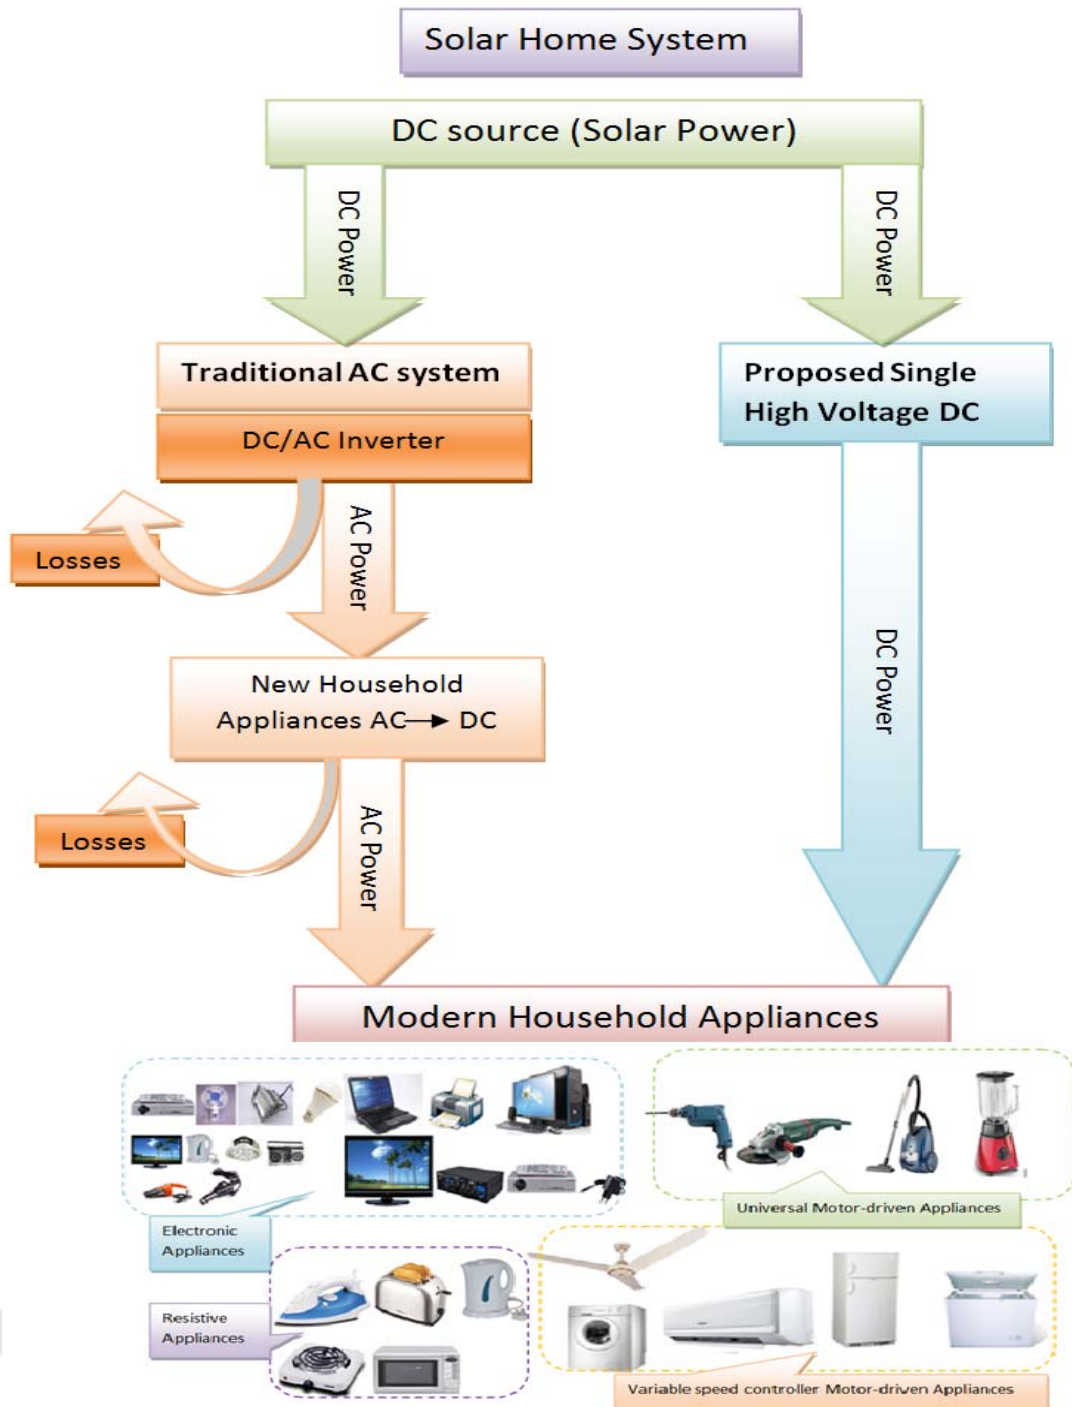 Solar Home System
DC source (Solar Power)
DC Power
DC Power
Traditional AC system
DC/AC Inverter
Proposed Single
High Voltage DC
Losses
AC Power
DC Power
New Household
Appliances AC → DC
Losses
AC Power
Modern Household Appliances
Electronic
Appliances
Universal Motor-driven Appliances
Resistive
Appliances
Variable speed controller Motor-driven Appliances